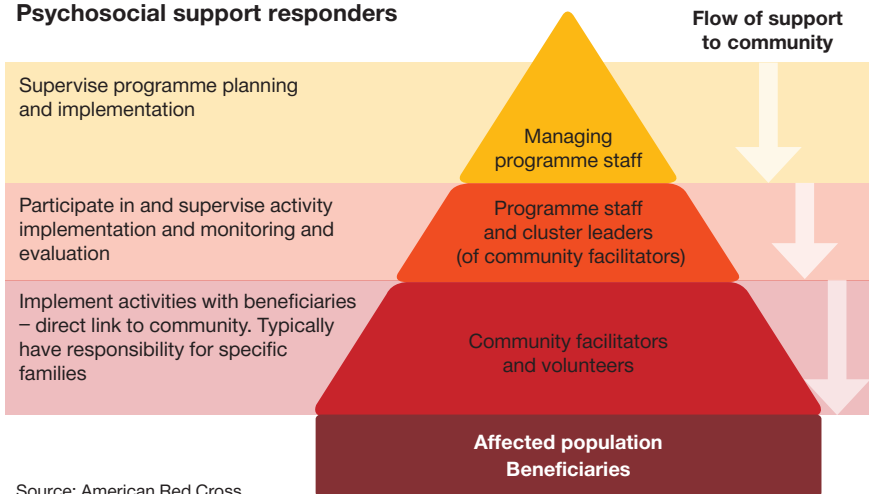 Psychosocial support responders
Flow of support
to community
Supervise programme planning
and implementation
Managing
programme staff
Participate in and supervise activity
implementation and monitoring and
evaluation
Programme staff
and cluster leaders
(of community facilitators)
Implement activities with beneficiaries
– direct link to community. Typically
have responsibility for specific
families
Community facilitators
and volunteers
Affected population
Beneficiaries
Source: American Red Cross